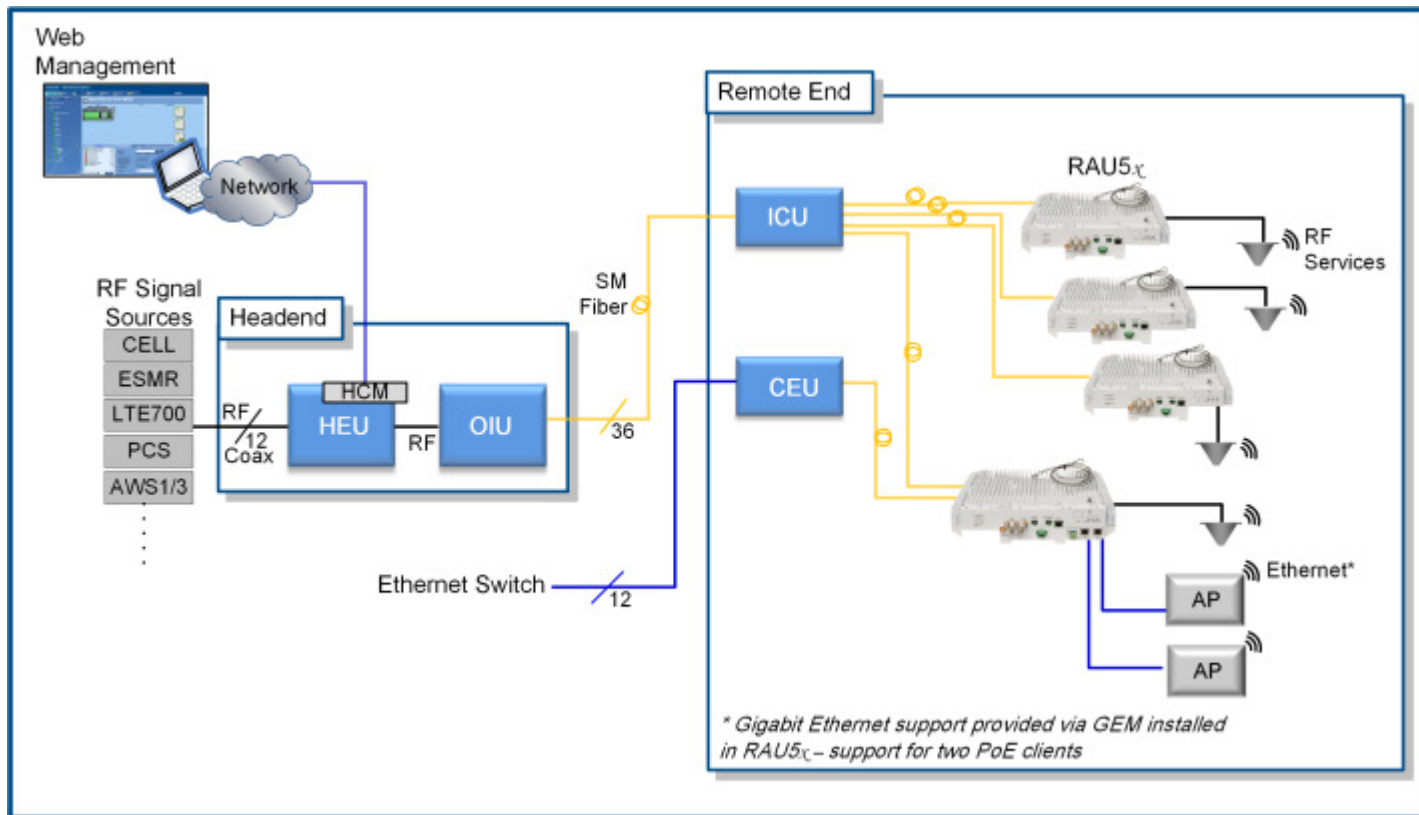 Web
Management
Network
RF Signal
Sources
CELL
ESMR
LTE700
PCS
AWS1/3
Headend
RF
12
Coax
HCM
HEU
RF
OIU
36
SM
Fiber
Ethernet Switch
12
Remote End
ICU
CEU
RAU5x
RF
Services
Ethernet*
AP
AP
* Gigabit Ethernet support provided via GEM installed
in RAU5x – support for two PoE clients